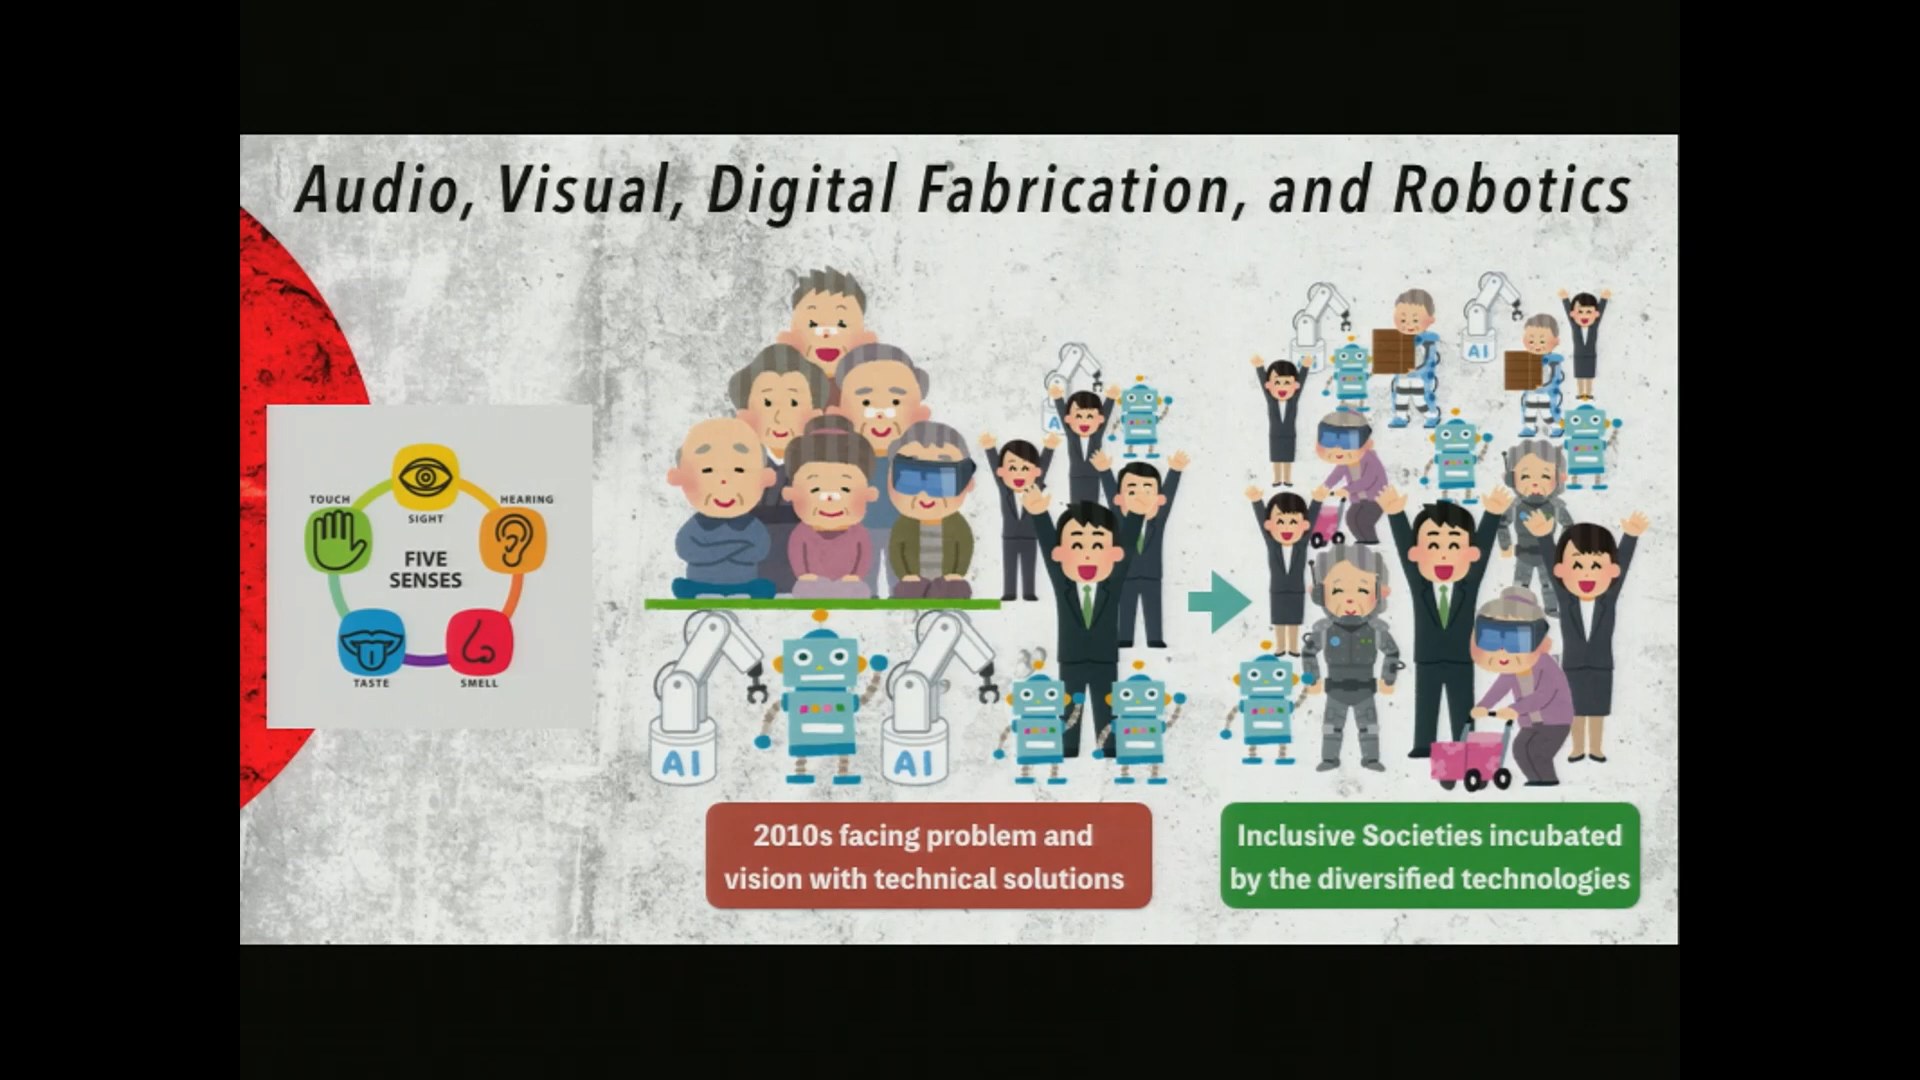 Audio, Visual, Digital Fabrication, and Robotics
TOUCH
HEARING
SIGHT
FIVE
SENSES
TASTE
SMELL
A
AI
AI
AI
2010s facing problem and
vision with technical solutions
Inclusive Societies incubated
by the diversified technologies